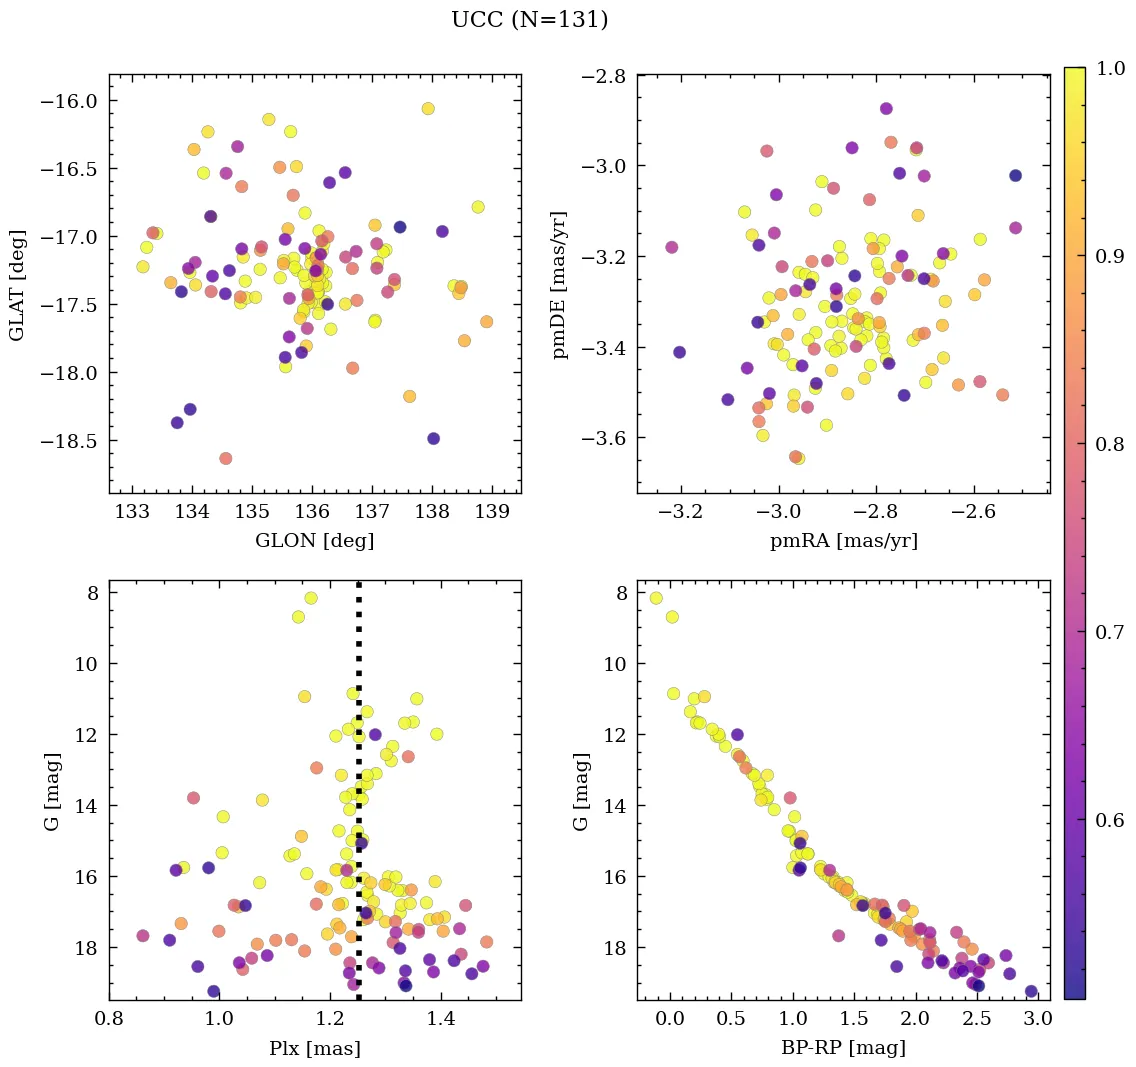 UCC (N=131)
−16.0
−16.5
−17.0
−17.5
−18.0
−18.5
GLAT [deg]
133 134 135 136 137 138 139
GLON [deg]
−2.8
−3.0
−3.2
−3.4
−3.6
pmDE [mas/yr]
−3.2 −3.0 −2.8 −2.6
pmRA [mas/yr]
8
10
12
14
16
18
G [mag]
0.8 1.0 1.2 1.4
Plx [mas]
8
10
12
14
16
18
G [mag]
0.0 0.5 1.0 1.5 2.0 2.5 3.0
BP-RP [mag]
1.0
0.9
0.8
0.7
0.6